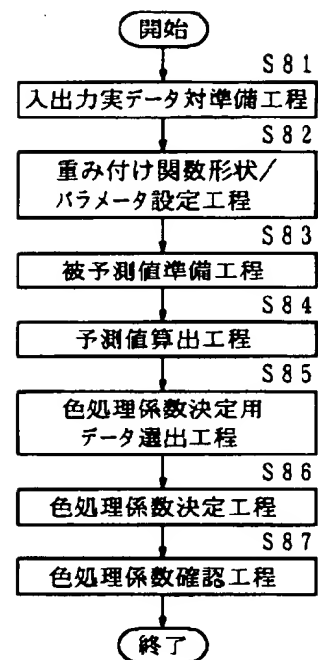 開始
S81
入出力実データ対準備工程
S82
重み付け関数形状/
パラメータ設定工程
S83
被予測値準備工程
S84
予測値算出工程
S85
色処理係数決定用
データ選出工程
S86
色処理係数決定工程
S87
色処理係数確認工程
終了